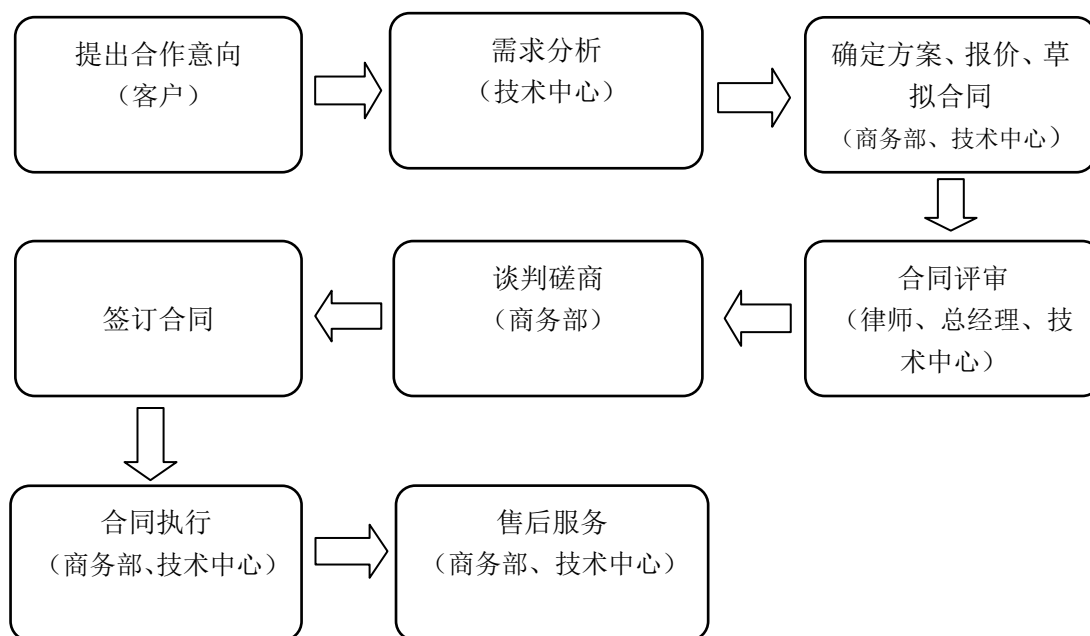 提出合作意向
（客户）
需求分析
（技术中心）
确定方案、报价、草
拟合同
（商务部、技术中心）
合同评审
（律师、总经理、技
术中心）
谈判磋商
（商务部）
签订合同
合同执行
（商务部、技术中心）
售后服务
（商务部、技术中心）